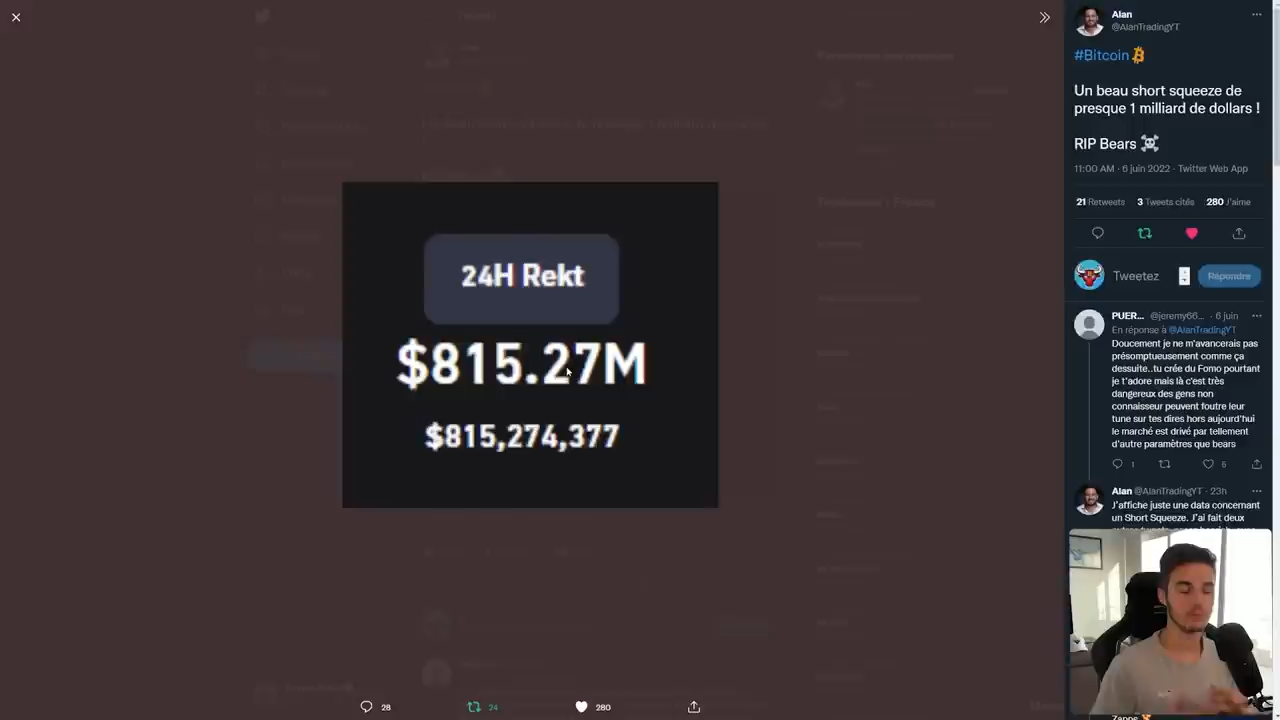 24H Rekt
$815.27M
$815,274,377
28
24
280
Alan
@AlanTradingYT
#Bitcoin
Un beau short squeeze de
presque 1 milliard de dollars !
RIP Bears
11:00 AM · 6 juin 2022 · Twitter Web App
21 Retweets 3 Tweets cités 280 J'aime
Tweetez
Répondre
PUER... @jeremy66... · 6 juin
En réponse à @AlanTradingYT
Doucement je ne m'avancerais pas
présomptueusement comme ça
dessuite..tu crée du Fomo pourtant
je t'adore mais là c'est très
dangereux des gens non
connaisseur peuvent foutre leur
tune sur tes dires hors aujourd'hui
le marché est drivé par tellement
d'autre paramètres que bears
1
6
Alan @AlanTradingYT · 23h
J'affiche juste une data concernant
un Short Squeeze. J'ai fait deux